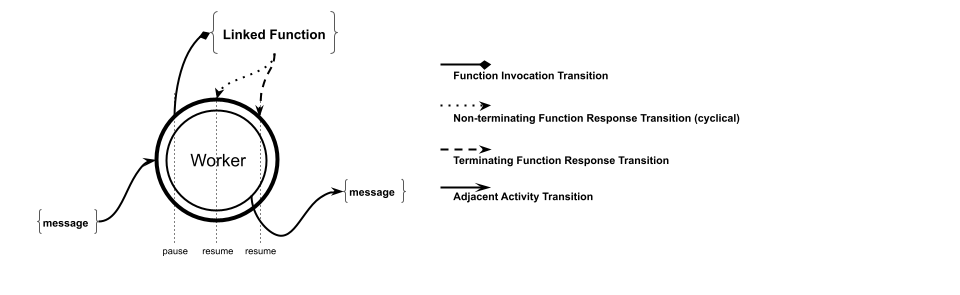 Linked Function
Function Invocation Transition
Non-terminating Function Response Transition (cyclical)
Worker
Terminating Function Response Transition
message
Adjacent Activity Transition
message
pause
resume
resume